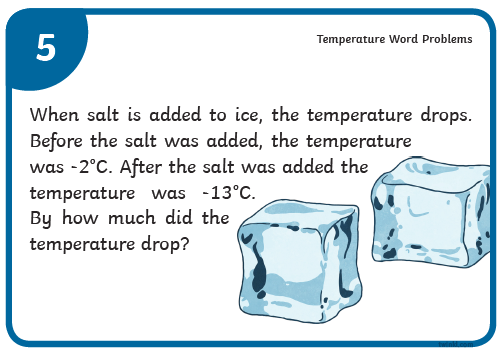 5
Temperature Word Problems
When salt is added to ice, the temperature drops.
Before the salt was added, the temperature
was -2°C. After the salt was added the
temperature was -13°C.
By how much did the
temperature drop?